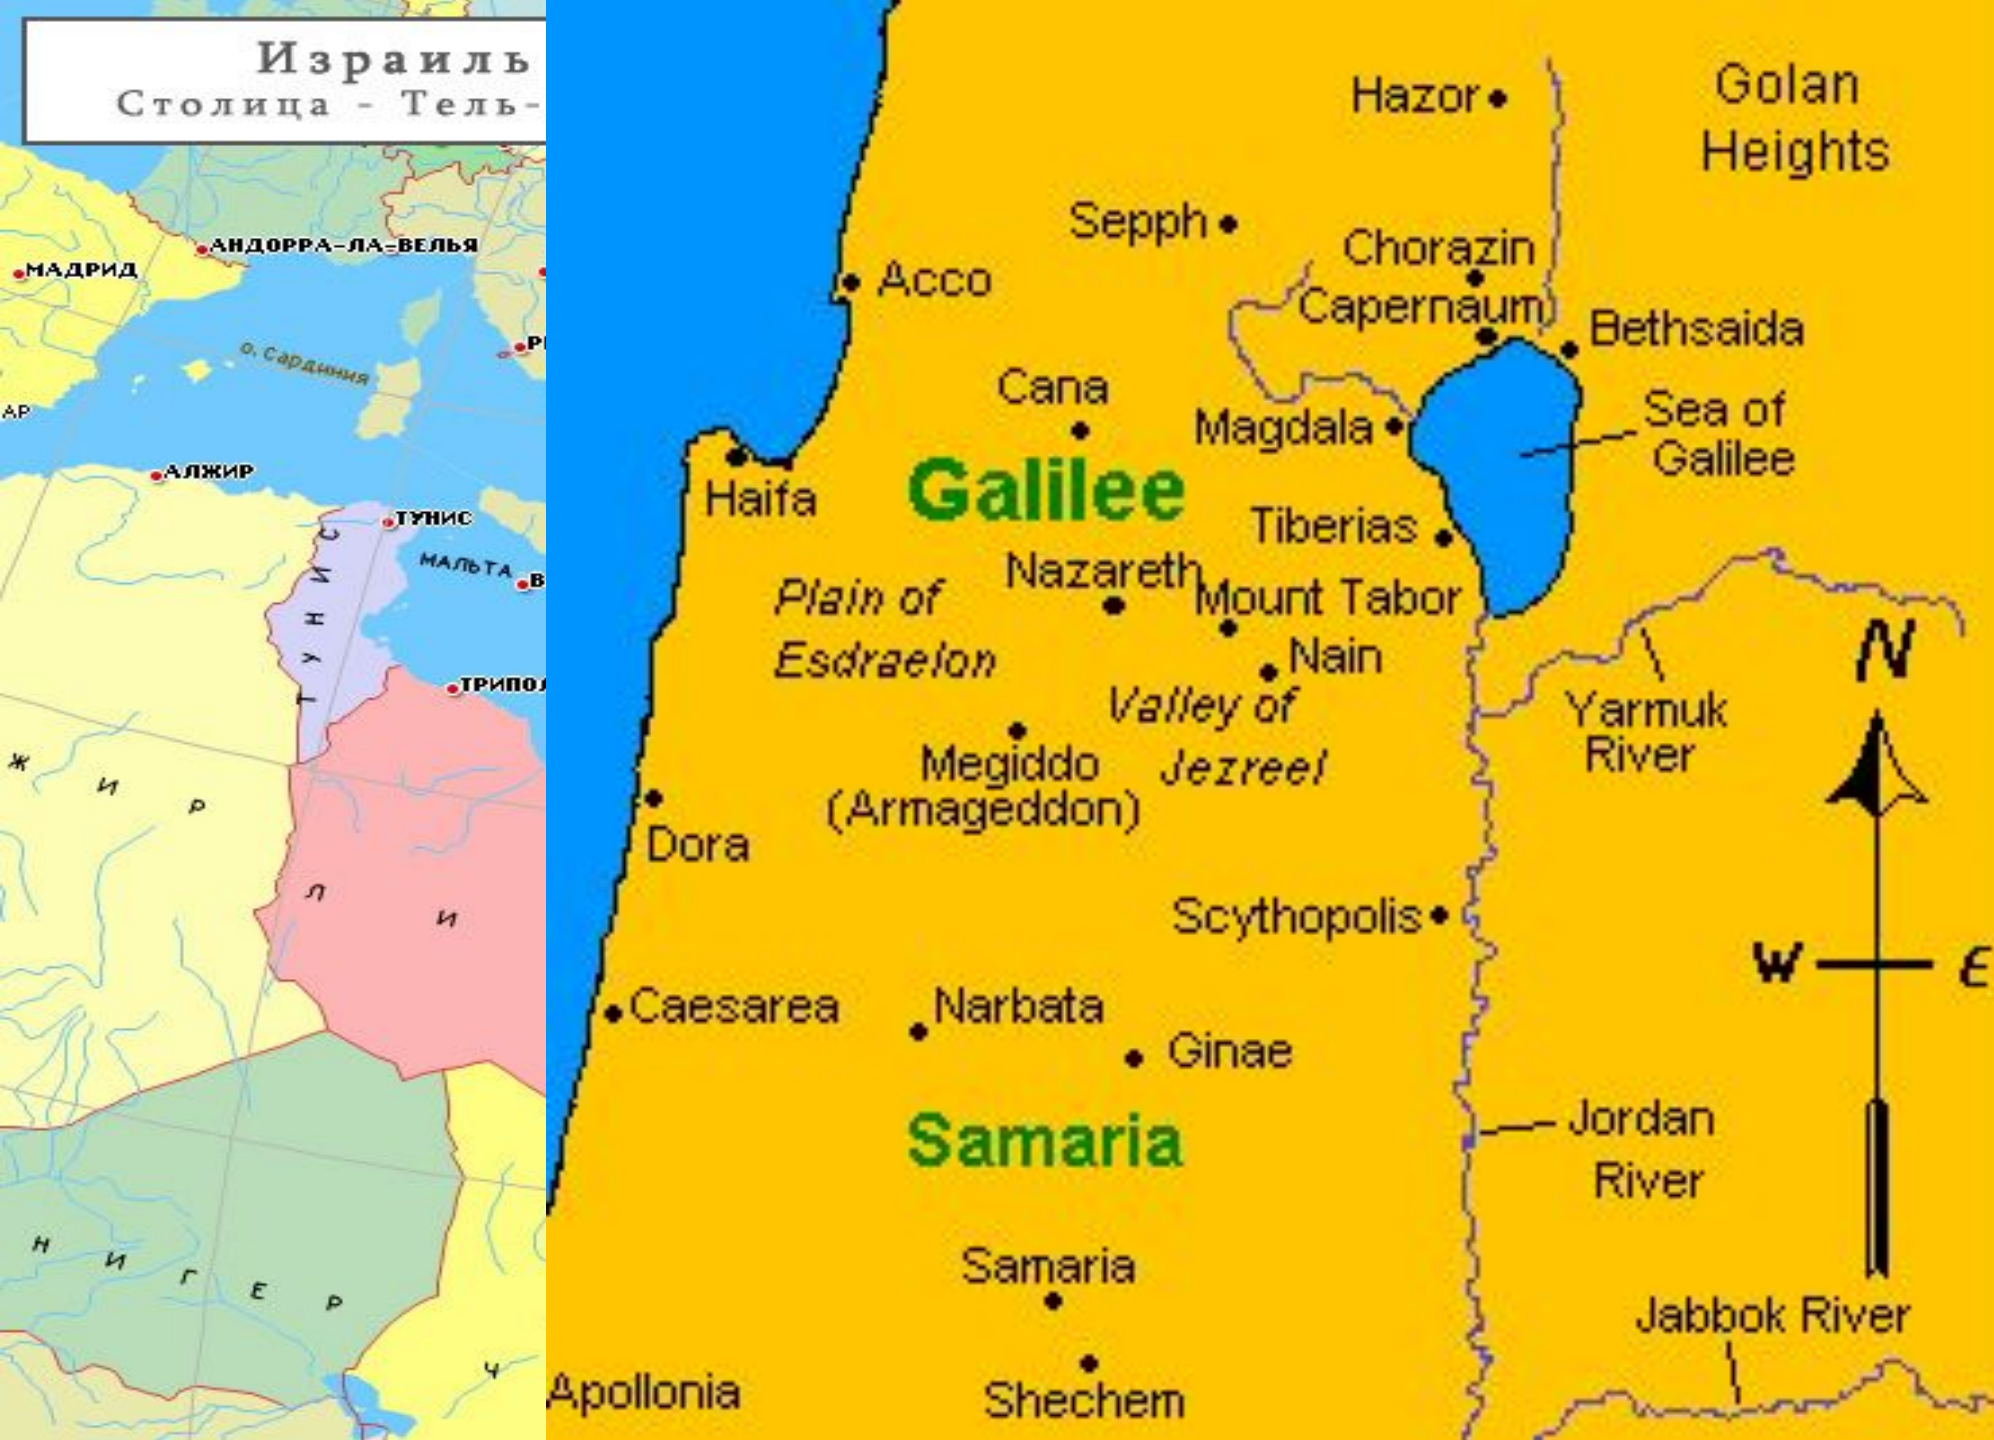 Израиль
Столица - Тель-
АНДОРРА-ЛА-ВЕЛЬЯ
МАДРИД
о. Сардиния
АР
АЛЖИР
ТУНИС
МАЛЬТА
В
ТУНИС
ТРИПОЛ
Ж И Р
Л И
Н И Г Е Р
Ч
Hazor
Golan
Heights
Sepph
Chorazin
Acco
Capernaum
Bethsaida
Cana
Sea of
Galilee
Magdala
Galilee
Haifa
Tiberias
Nazareth
Plain of
Esdraelon
Mount Tabor
Nain
Valley of
Jezreel
Yarmuk
River
N
Megiddo
(Armageddon)
Dora
Scythopolis
W
E
Caesarea
Narbata
Ginae
Jordan
River
Samaria
Samaria
Jabbok River
Apollonia
Shechem